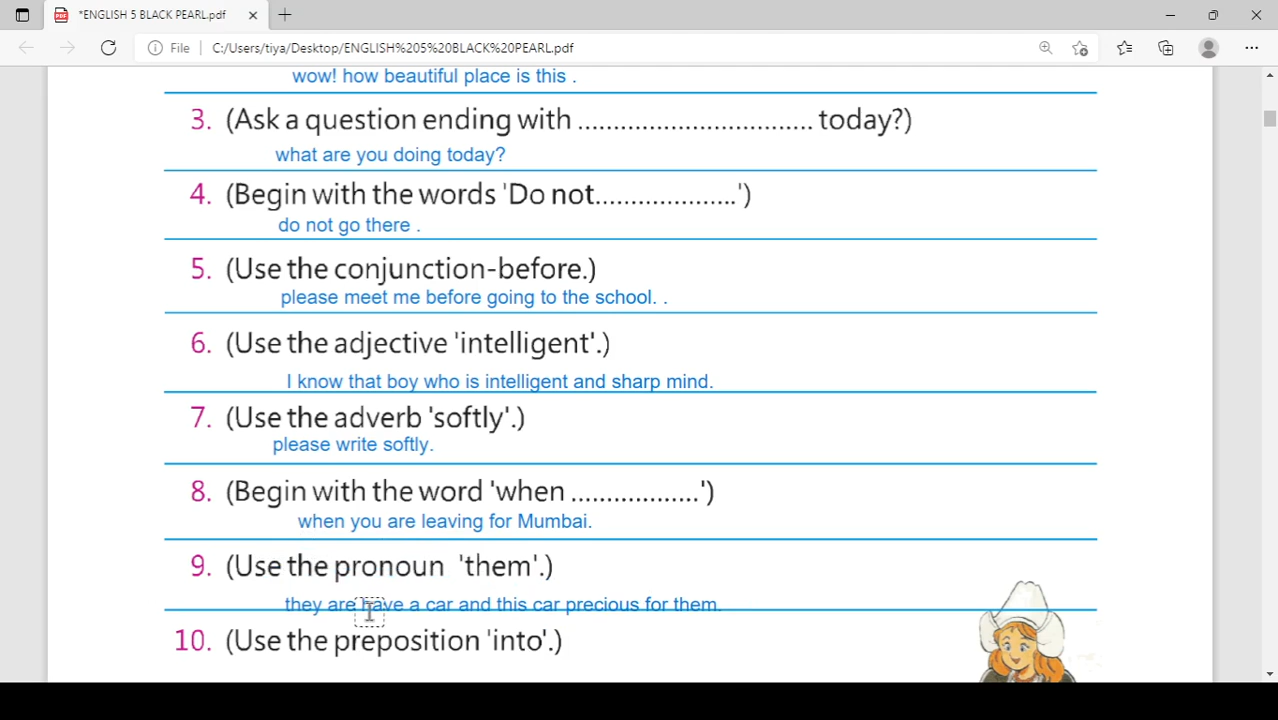 *ENGLISH 5 BLACK PEARL.pdf
File C:/Users/tiya/Desktop/ENGLISH%205%20BLACK%20PEARL.pdf
wow! how beautiful place is this .
3. (Ask a question ending with ................................ today?)
what are you doing today?
4. (Begin with the words 'Do not....................')
do not go there .
5. (Use the conjunction-before.)
please meet me before going to the school. .
6. (Use the adjective 'intelligent'.)
I know that boy who is intelligent and sharp mind.
7. (Use the adverb 'softly'.)
please write softly.
8. (Begin with the word 'when ..................')
when you are leaving for Mumbai.
9. (Use the pronoun 'them'.)
they are have a car and this car precious for them.
10. (Use the preposition 'into'.)